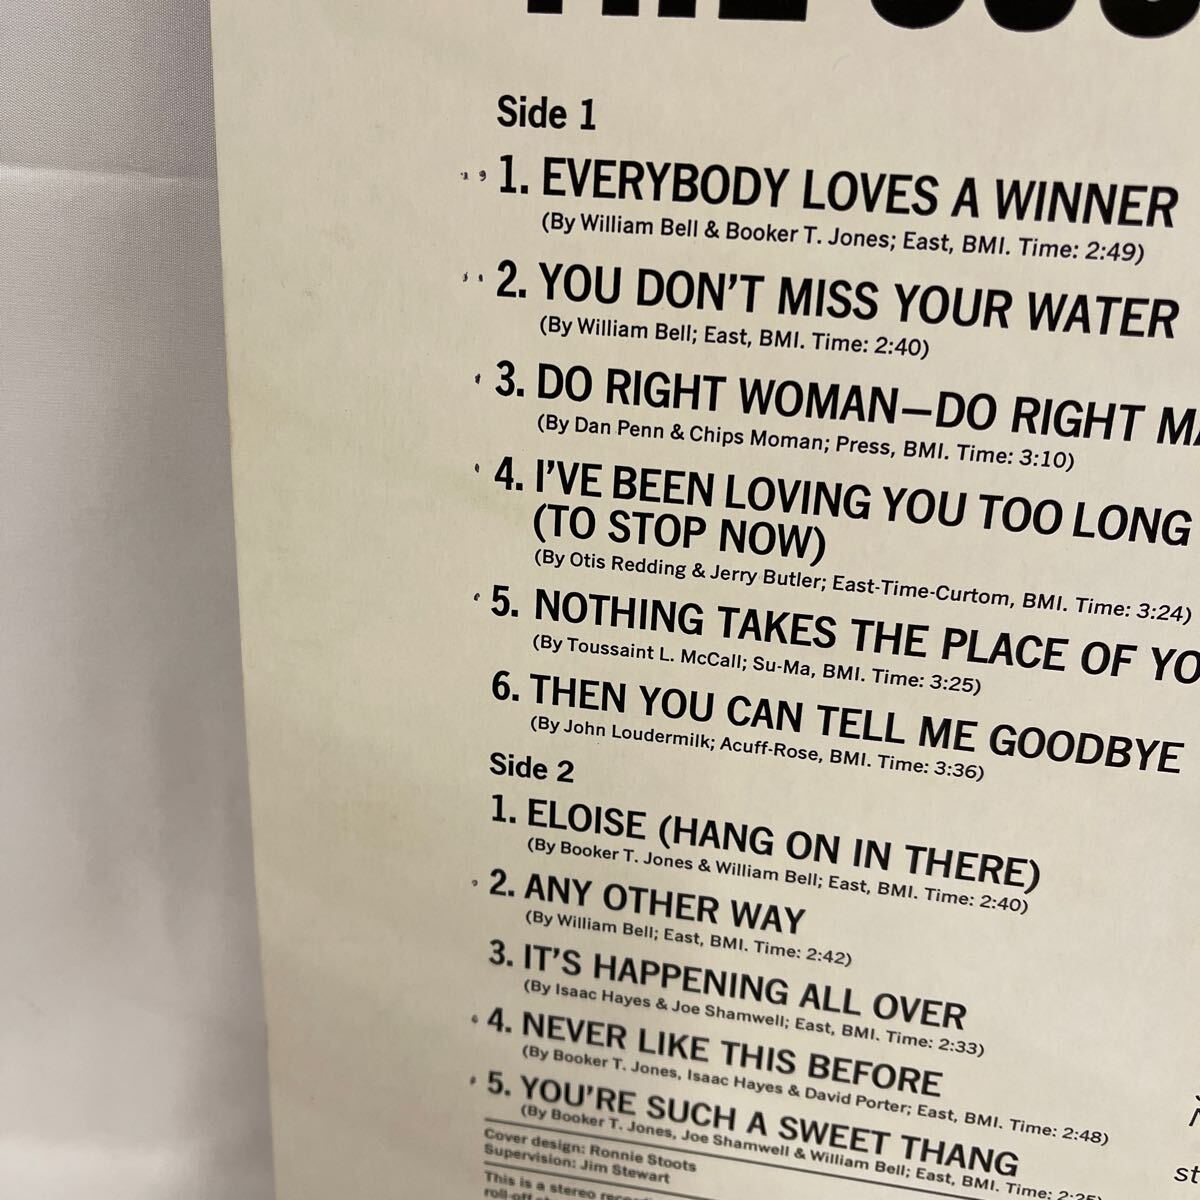 Side 1
1. EVERYBODY LOVES A WINNER
(By William Bell & Booker T. Jones; East, BMI. Time: 2:49)
2. YOU DON'T MISS YOUR WATER
(By William Bell; East, BMI. Time: 2:40)
3. DO RIGHT WOMAN—DO RIGHT
(By Dan Penn & Chips Moman; Press, BMI. Time: 3:10)
4. I'VE BEEN LOVING YOU TOO LONG
(TO STOP NOW)
(By Otis Redding & Jerry Butler; East-Time-Curtom, BMI. Time: 3:24)
5. NOTHING TAKES THE PLACE OF
(By Toussaint L. McCall; Su-Ma, BMI. Time: 3:25)
6. THEN YOU CAN TELL ME GOODBYE
(By John Loudermilk; Acuff-Rose, BMI. Time: 3:36)
Side 2
1. ELOISE (HANG ON IN THERE)
(By Booker T. Jones & William Bell; East, BMI. Time: 2:40)
2. ANY OTHER WAY
(By William Bell; East, BMI. Time: 2:42)
3. IT'S HAPPENING ALL OVER
(By Isaac Hayes & Joe Shamwell; East, BMI. Time: 2:33)
4. NEVER LIKE THIS BEFORE
(By Booker T. Jones, Isaac Hayes & David Porter; East, BMI. Time: 2:48)
5. YOU'RE SUCH A SWEET THANG
(By Booker T. Jones, Joe Shamwell & William Bell; East, BMI. Time:
Cover design: Ronnie Stoots
Supervision: Jim Stewart
This is a stereo